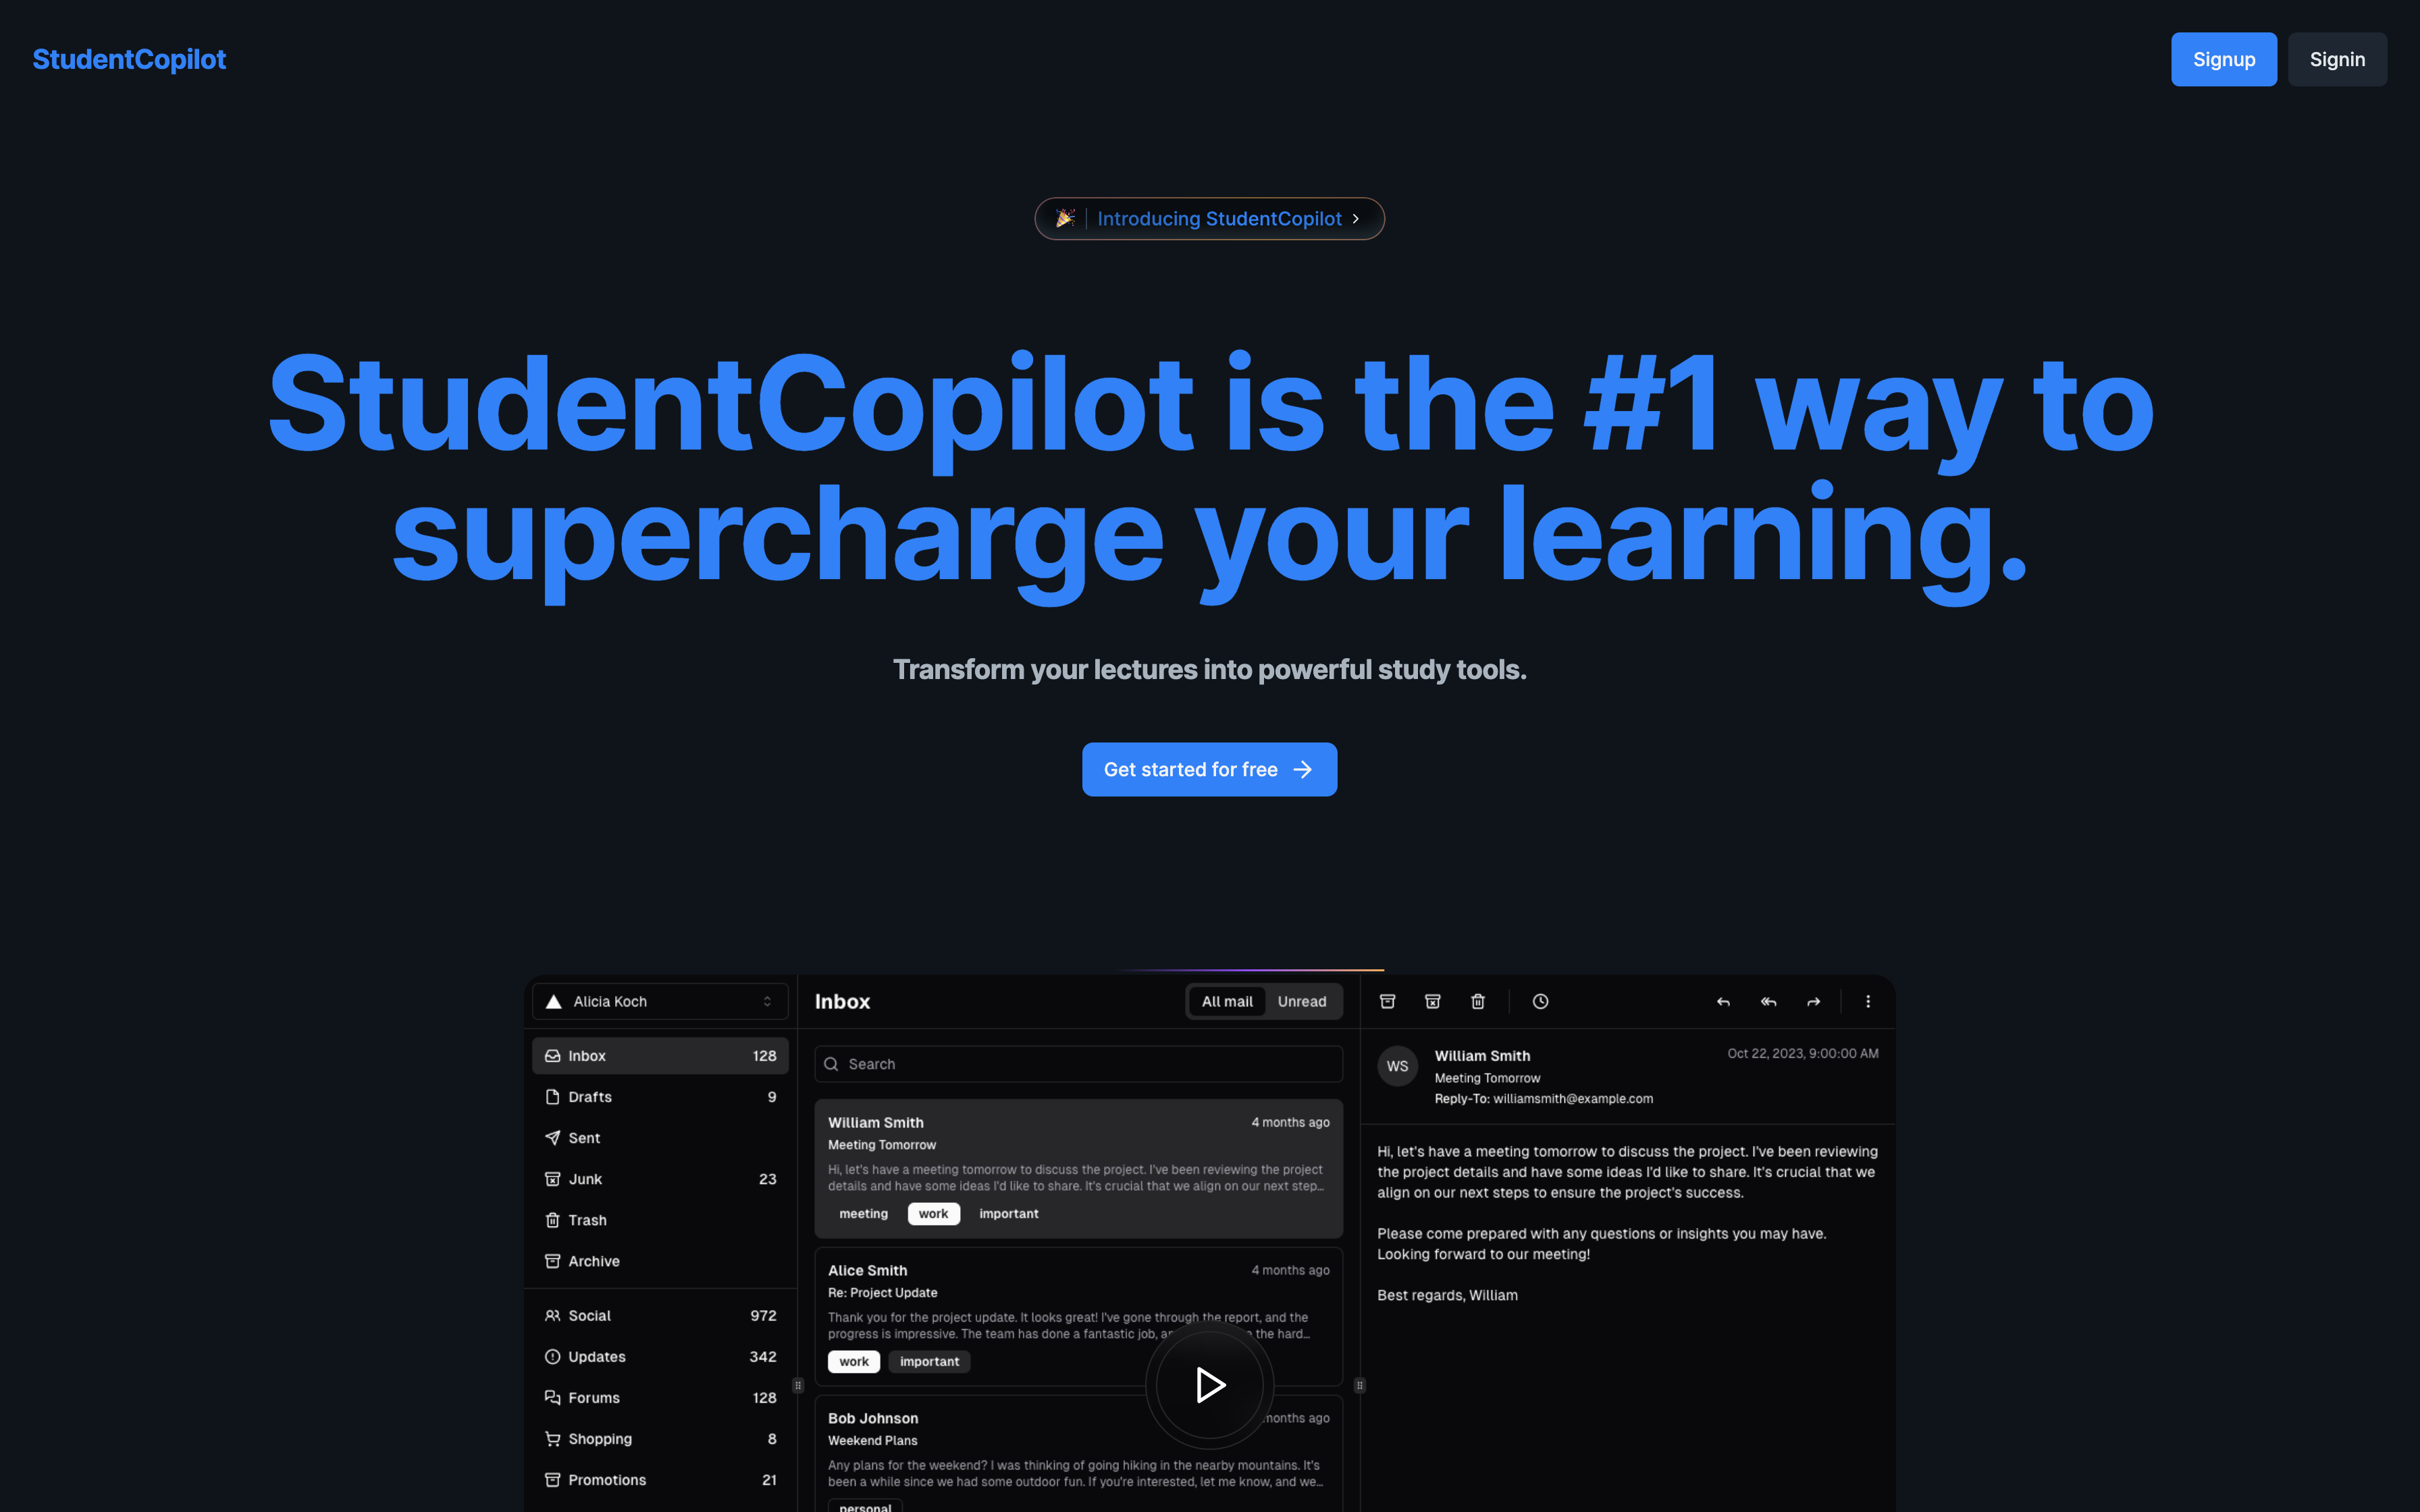 StudentCopilot
Signup
Signin
🎉 Introducing StudentCopilot
StudentCopilot is the #1 way to
supercharge your learning.
Transform your lectures into powerful study tools.
Get started for free
Alicia Koch
Inbox 128
Drafts 9
Sent
Junk 23
Trash
Archive
Social 972
Updates 342
Forums 128
Shopping 8
Promotions 21
Inbox
All mail
Unread
Search
William Smith 4 months ago
Meeting Tomorrow
Hi, let's have a meeting tomorrow to discuss the project. I've been reviewing the project
details and have some ideas I'd like to share. It's crucial that we align on our next step...
meeting work important
Alice Smith 4 months ago
Re: Project Update
Thank you for the project update. It looks great! I've gone through the report, and the
progress is impressive. The team has done a fantastic job, the hard...
work important
Bob Johnson months ago
Weekend Plans
Any plans for the weekend? I was thinking of going hiking in the nearby mountains. It's
been a while since we had some outdoor fun. If you're interested, let me know, and we...
personal
WS
William Smith Oct 22, 2023, 9:00:00 AM
Meeting Tomorrow
Reply-To: williamsmith@example.com
Hi, let's have a meeting tomorrow to discuss the project. I've been reviewing
the project details and have some ideas I'd like to share. It's crucial that we
align on our next steps to ensure the project's success.
Please come prepared with any questions or insights you may have.
Looking forward to our meeting!
Best regards, William